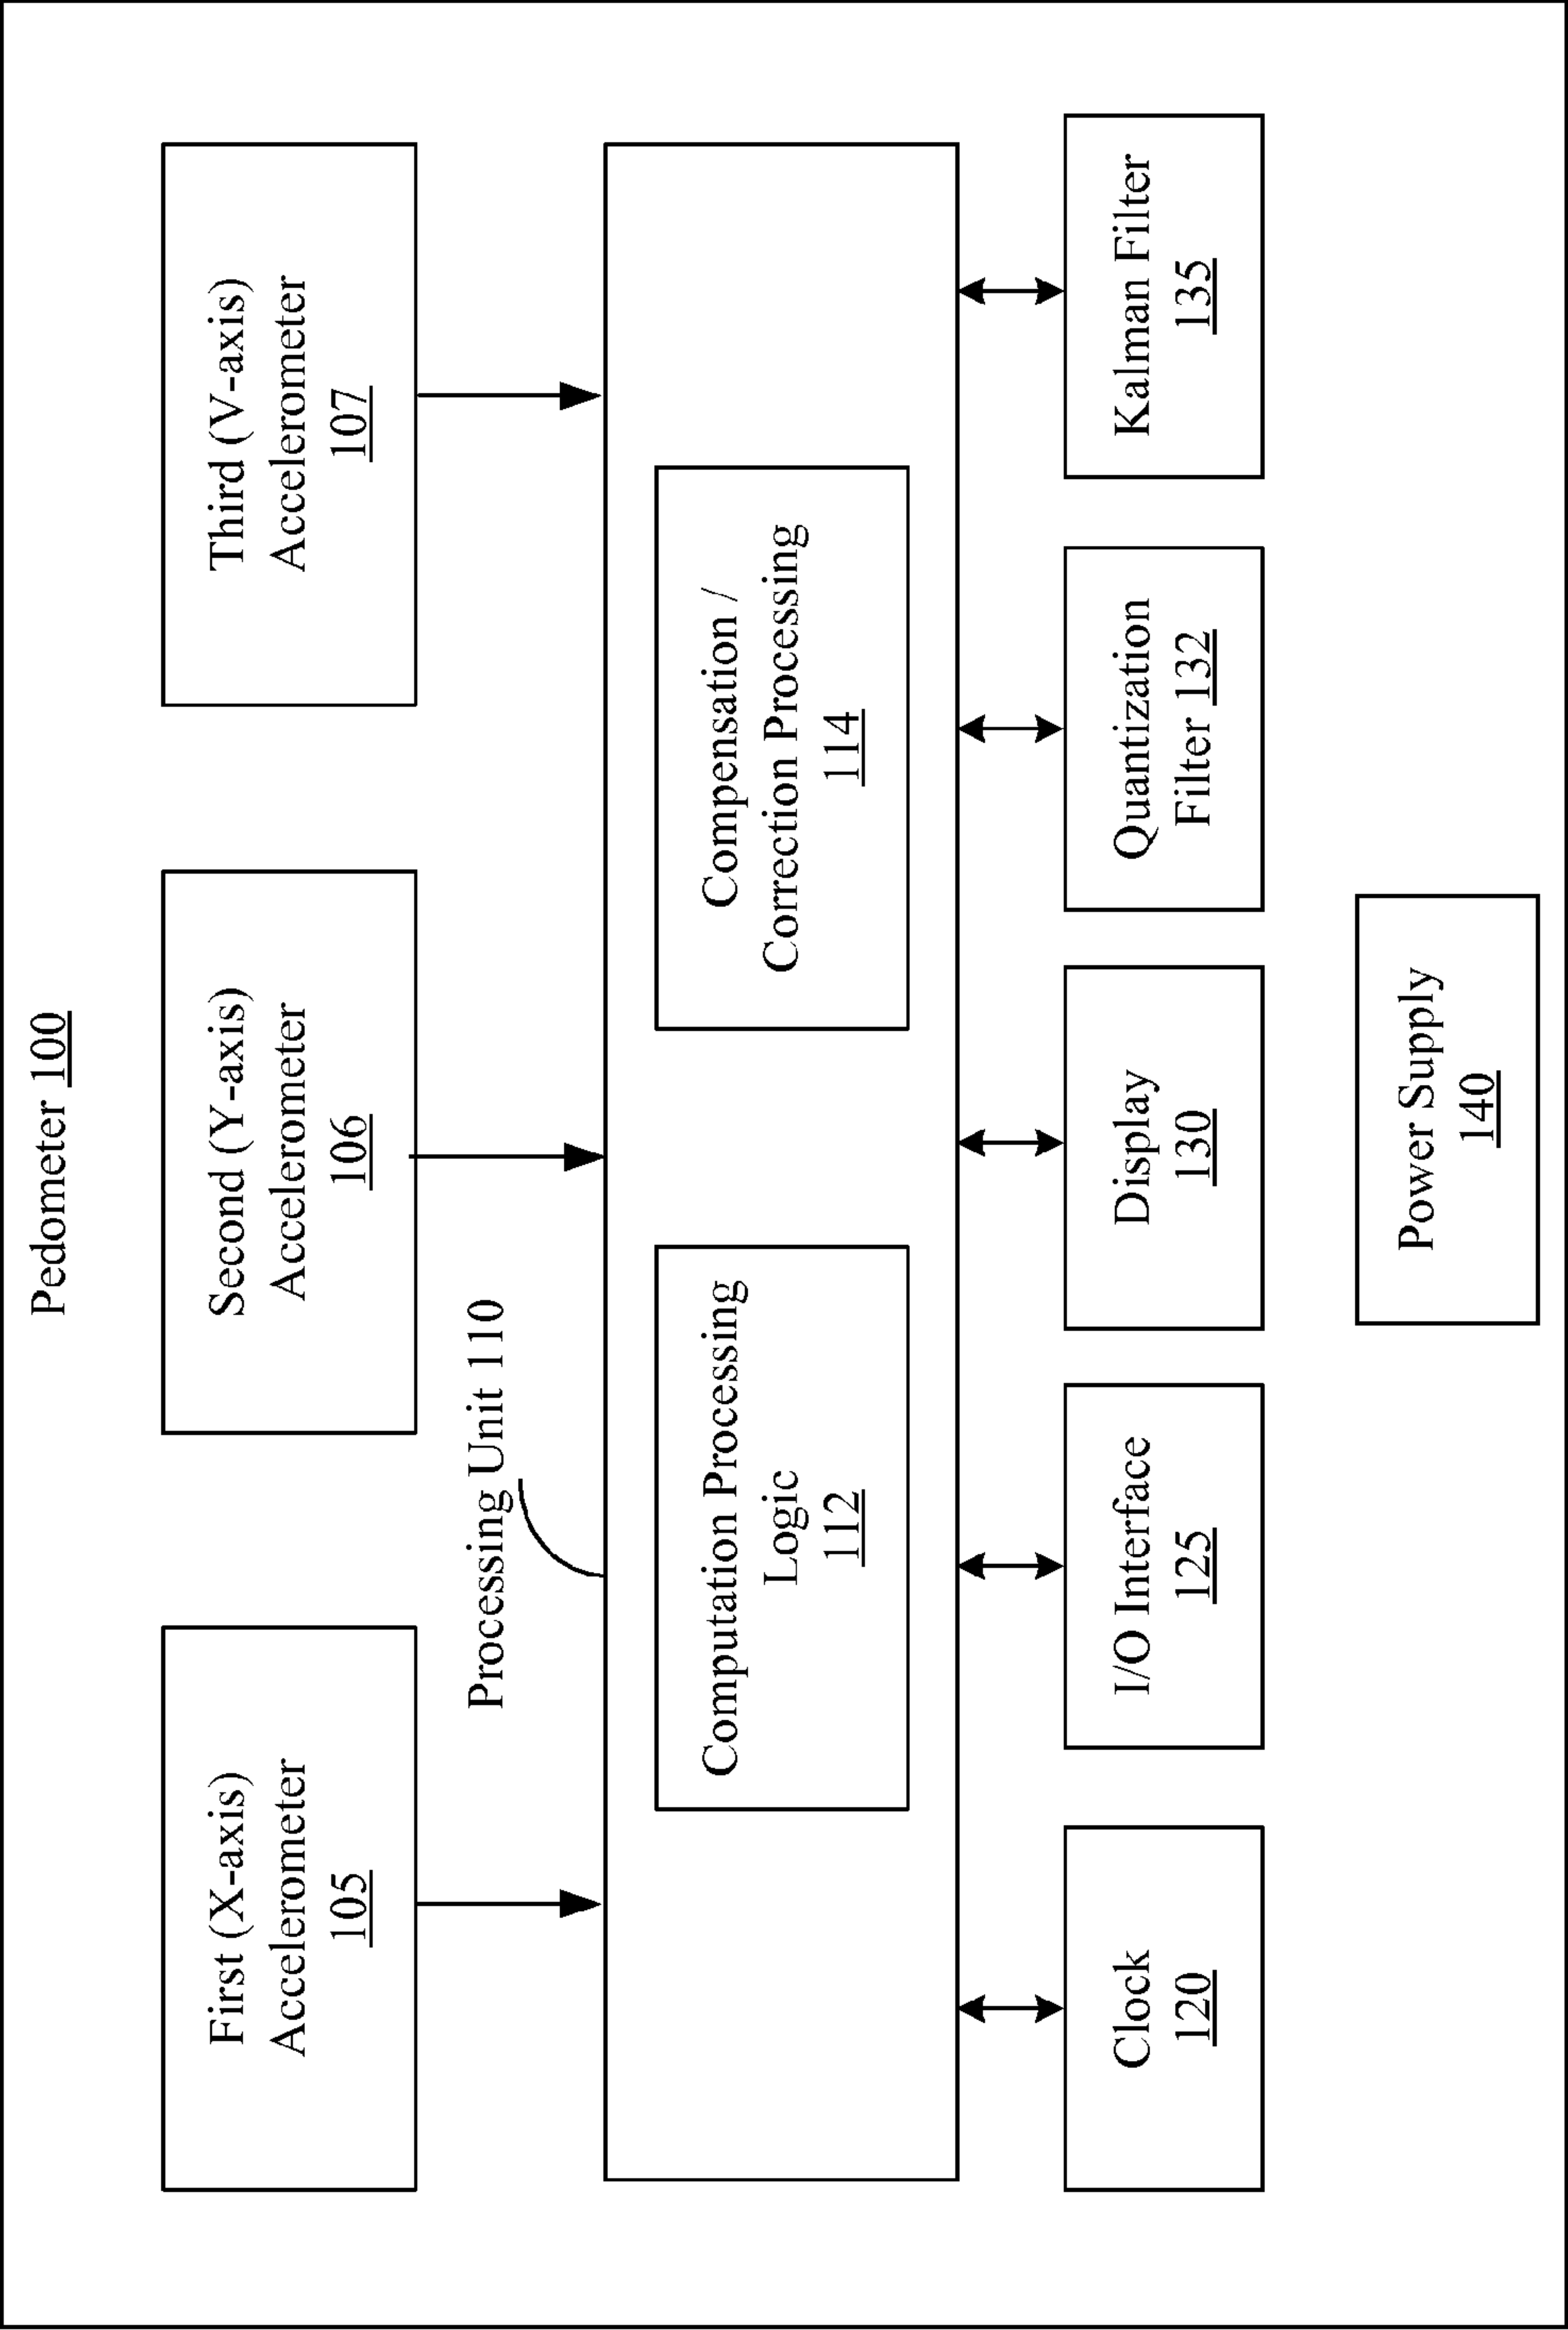 Pedometer 100
First (X-axis)
Accelerometer
105
Second (Y-axis)
Accelerometer
106
Third (V-axis)
Accelerometer
107
Processing Unit 110
Computation Processing
Logic
112
Compensation /
Correction Processing
114
Clock
120
I/O Interface
125
Display
130
Quantization
Filter 132
Kalman Filter
135
Power Supply
140